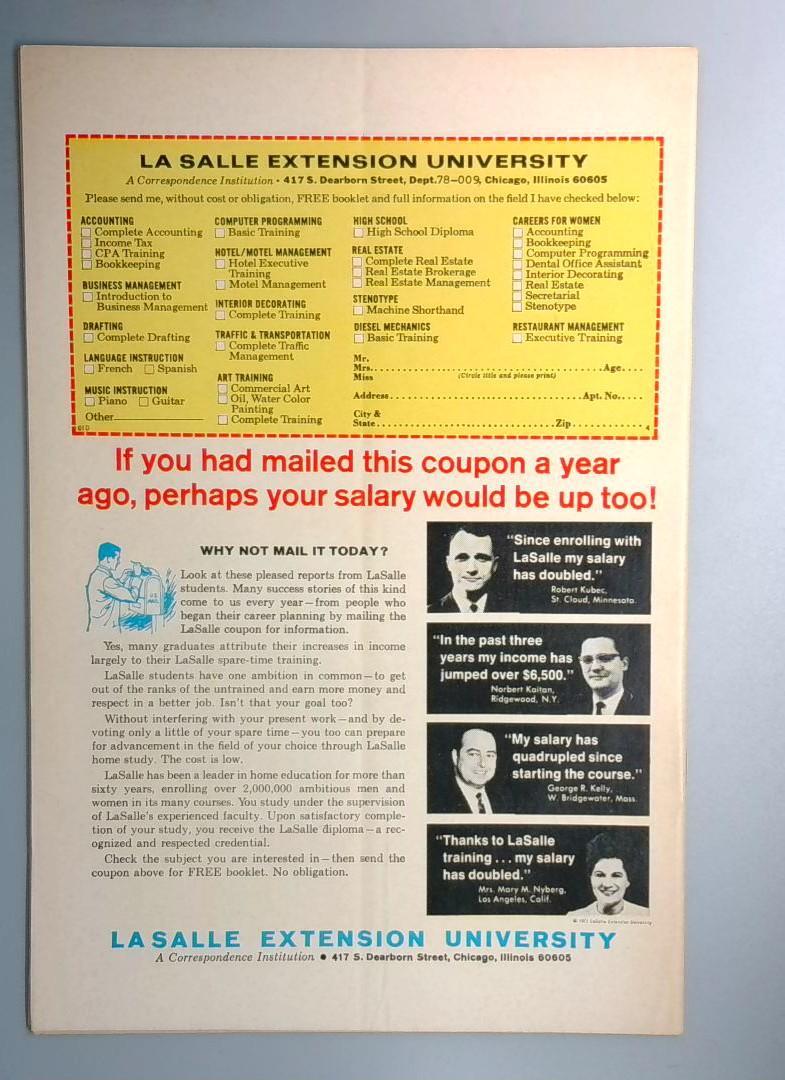 LA SALLE EXTENSION UNIVERSITY
A Correspondence Institution • 417 S. Dearborn Street, Dept. 78-009, Chicago, Illinois 60605
Please send me, without cost or obligation, FREE booklet and full information on the field I have checked below:
ACCOUNTING
Complete Accounting
Income Tax
CPA Training
Bookkeeping
BUSINESS MANAGEMENT
Introduction to
Business Management
DRAFTING
Complete Drafting
LANGUAGE INSTRUCTION
French Spanish
MUSIC INSTRUCTION
Piano Guitar
Other
COMPUTER PROGRAMMING
Basic Training
HOTEL/MOTEL MANAGEMENT
Hotel Executive
Training
Motel Management
INTERIOR DECORATING
Complete Training
TRAFFIC & TRANSPORTATION
Complete Traffic
Management
ART TRAINING
Commercial Art
Oil, Water Color
Painting
Complete Training
HIGH SCHOOL
High School Diploma
REAL ESTATE
Complete Real Estate
Real Estate Brokerage
Real Estate Management
STENOTYPE
Machine Shorthand
DIESEL MECHANICS
Basic Training
CAREERS FOR WOMEN
Accounting
Bookkeeping
Computer Programming
Dental Office Assistant
Interior Decorating
Real Estate
Secretarial
Stenotype
RESTAURANT MANAGEMENT
Executive Training
Mr.
Mrs. Age
Miss (Circle title and please print)
Address Apt. No.
City &
State Zip
4
If you had mailed this coupon a year
ago, perhaps your salary would be up too!
WHY NOT MAIL IT TODAY?
Look at these pleased reports from LaSalle
students. Many success stories of this kind
come to us every year—from people who
began their career planning by mailing the
LaSalle coupon for information.
Yes, many graduates attribute their increases in income
largely to their LaSalle spare-time training.
LaSalle students have one ambition in common—to get
out of the ranks of the untrained and earn more money and
respect in a better job. Isn't that your goal too?
Without interfering with your present work—and by de-
voting only a little of your spare time—you too can prepare
for advancement in the field of your choice through LaSalle
home study. The cost is low.
LaSalle has been a leader in home education for more than
sixty years, enrolling over 2,000,000 ambitious men and
women in its many courses. You study under the supervision
of LaSalle's experienced faculty. Upon satisfactory comple-
tion of your study, you receive the LaSalle diploma—a rec-
ognized and respected credential.
Check the subject you are interested in—then send the
coupon above for FREE booklet. No obligation.
U.S.
MAIL
"Since enrolling with
LaSalle my salary
has doubled."
Robert Kubec,
St. Cloud, Minnesota.
"In the past three
years my income has
jumped over $6,500."
Norbert Kaitan,
Ridgewood, N.Y.
"My salary has
quadrupled since
starting the course."
George R. Kelly,
W. Bridgewater, Mass.
"Thanks to LaSalle
training...my salary
has doubled."
Mrs. Mary M. Nyberg,
Los Angeles, Calif.
LaSalle Extension University
LA SALLE EXTENSION UNIVERSITY
A Correspondence Institution • 417 S. Dearborn Street, Chicago, Illinois 60605